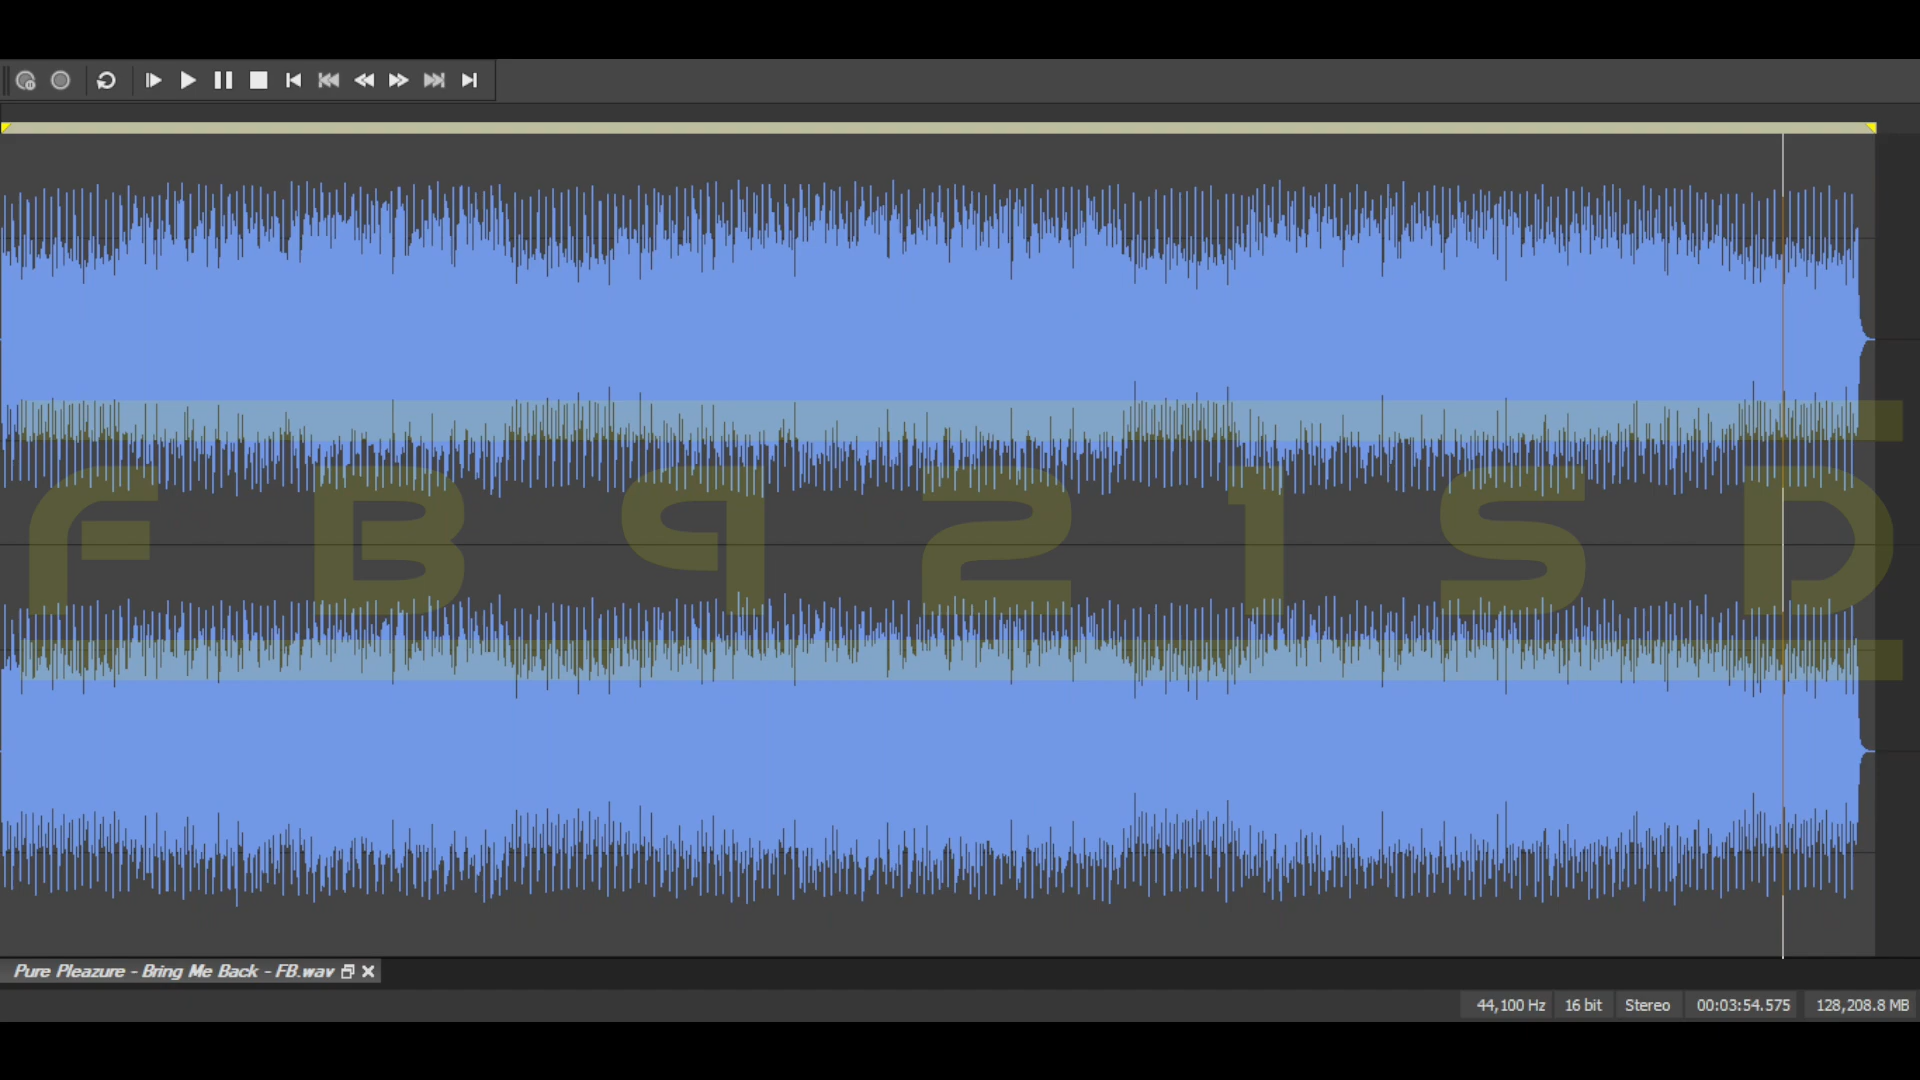 FB921SD
Pure Pleazure - Bring Me Back - FB.wav
44,100 Hz 16 bit Stereo 00:03:54.575 128,208.8 MB